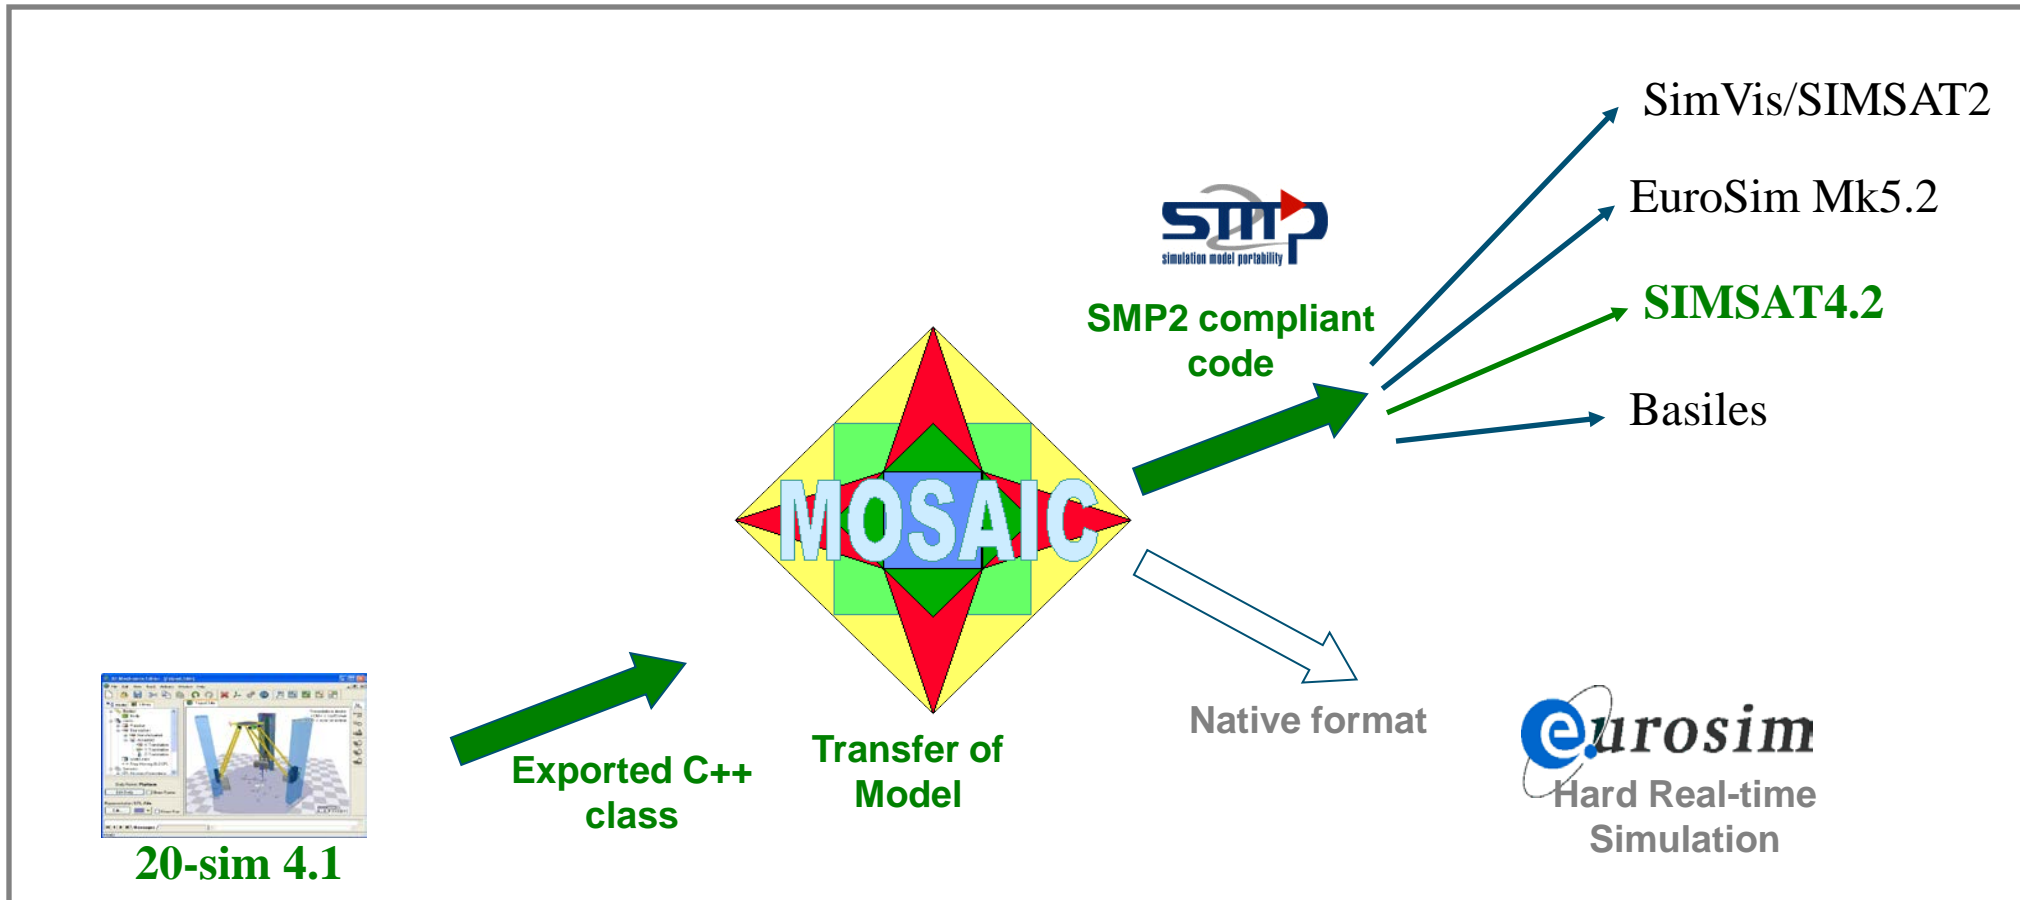 SimVis/SIMSAT2
EuroSim Mk5.2
SIMSAT4.2
Basiles
smp
simulation model portability
SMP2 compliant
code
MOSAIC
Transfer of
Model
Exported C++
class
20-sim 4.1
Native format
eurosim
Hard Real-time
Simulation